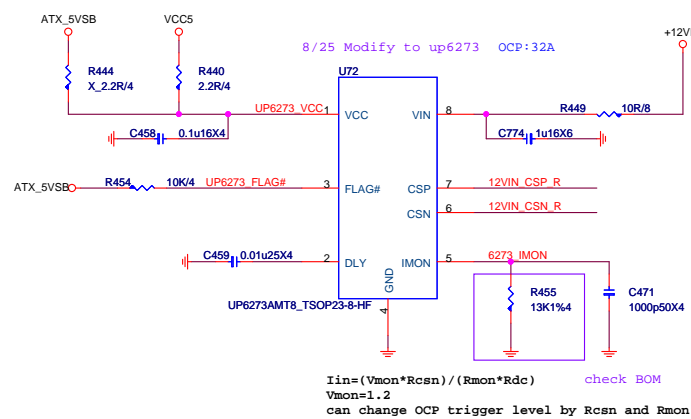 ATX_5VSB
VCC5
8/25 Modify to up6273 OCP:32A
R444
X_2.2R/4
R440
2.2R/4
U72
UP6273_VCC
1
VCC
VIN
8
R449
10R/8
C458
0.1u16X4
C774
1u16X6
ATX_5VSB
R454
10K/4
UP6273_FLAG#
3
FLAG#
CSP
7
12VIN_CSP_R
CSN
6
12VIN_CSN_R
C459
0.01u25X4
2
DLY
IMON
5
6273_IMON
GND
4
UP6273AMT8_TSOP23-8-HF
R455
13K1%4
C471
1000p50X4
Iin=(Vmon*Rcsn)/(Rmon*Rdc) check BOM
Vmon=1.2
can change OCP trigger level by Rcsn and Rmon